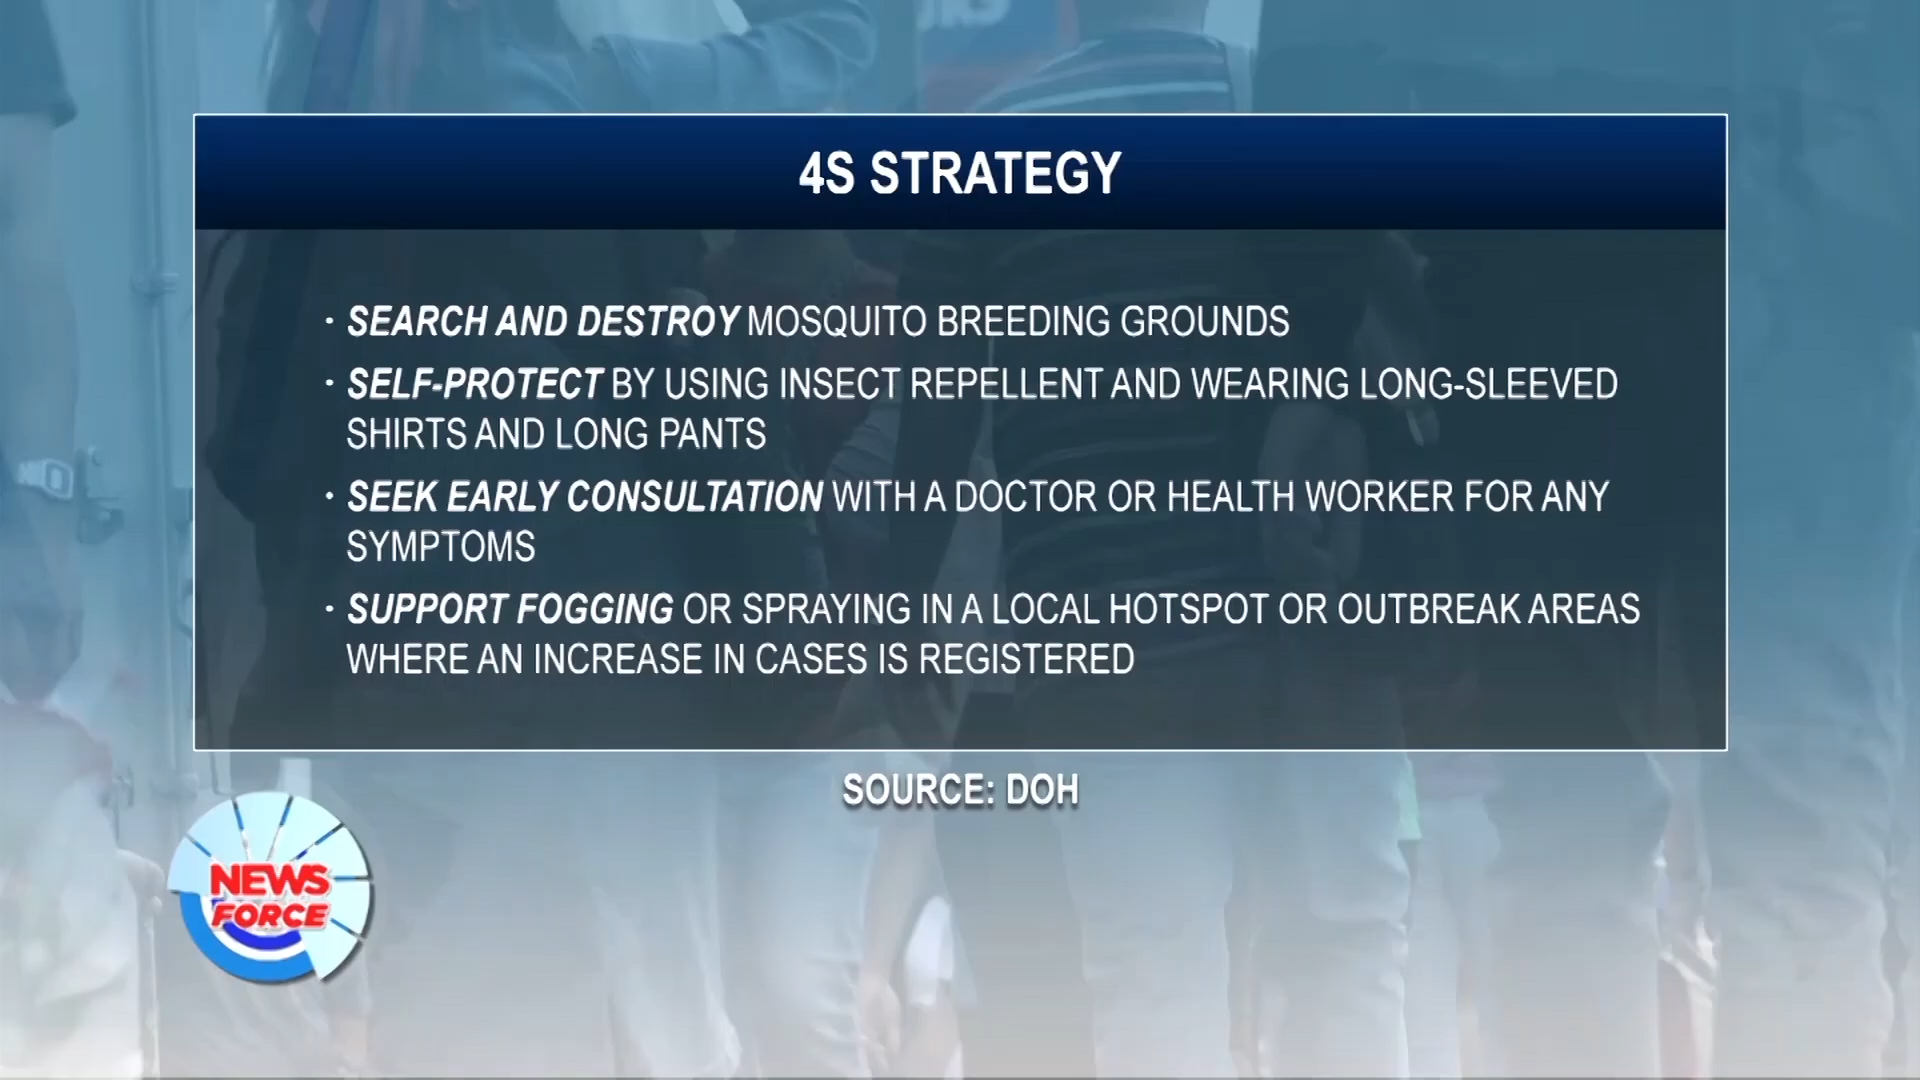 4S STRATEGY
· SEARCH AND DESTROY MOSQUITO BREEDING GROUNDS
· SELF-PROTECT BY USING INSECT REPELLENT AND WEARING LONG-SLEEVED
SHIRTS AND LONG PANTS
· SEEK EARLY CONSULTATION WITH A DOCTOR OR HEALTH WORKER FOR ANY
SYMPTOMS
· SUPPORT FOGGING OR SPRAYING IN A LOCAL HOTSPOT OR OUTBREAK AREAS
WHERE AN INCREASE IN CASES IS REGISTERED
SOURCE: DOH
NEWS
FORCE